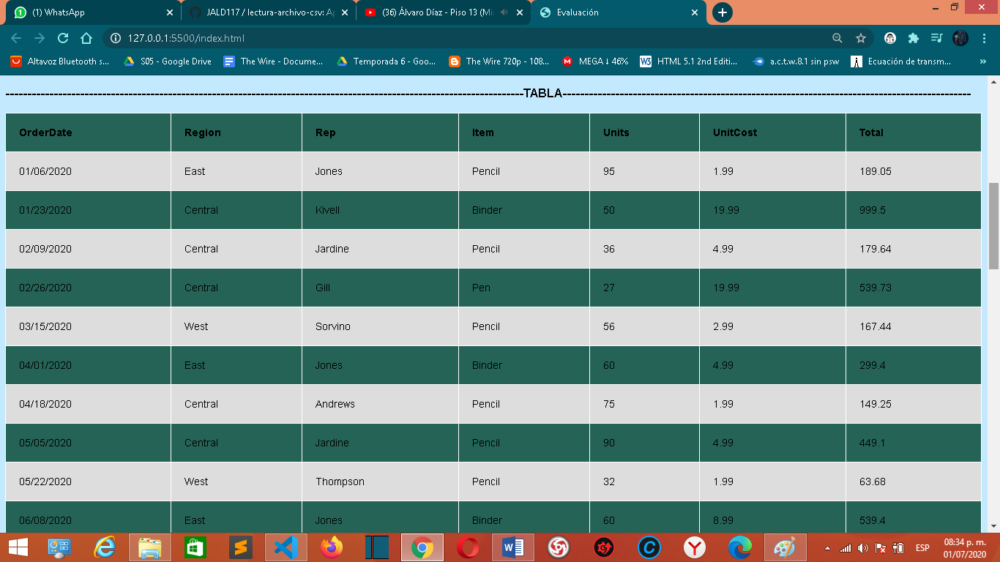 (1) WhatsApp
JALD117 / lectura-archivo-csv: Ap
(36) Álvaro Díaz - Piso 13 (Mi
Evaluación
127.0.0.1:5500/index.html
Altavoz Bluetooth s...
S05 - Google Drive
The Wire - Docume...
Temporada 6 - Goo...
The Wire 720p - 108...
MEGA ↓ 46%
W3
HTML 5.1 2nd Editi...
a.c.t.w.8.1 sin psw
Ecuación de transm...
»
TABLA
OrderDate Region Rep Item Units UnitCost Total
01/06/2020 East Jones Pencil 95 1.99 189.05
01/23/2020 Central Kivell Binder 50 19.99 999.5
02/09/2020 Central Jardine Pencil 36 4.99 179.64
02/26/2020 Central Gill Pen 27 19.99 539.73
03/15/2020 West Sorvino Pencil 56 2.99 167.44
04/01/2020 East Jones Binder 60 4.99 299.4
04/18/2020 Central Andrews Pencil 75 1.99 149.25
05/05/2020 Central Jardine Pencil 90 4.99 449.1
05/22/2020 West Thompson Pencil 32 1.99 63.68
06/08/2020 East Jones Binder 60 8.99 539.4
ESP
08:34 p. m.
01/07/2020